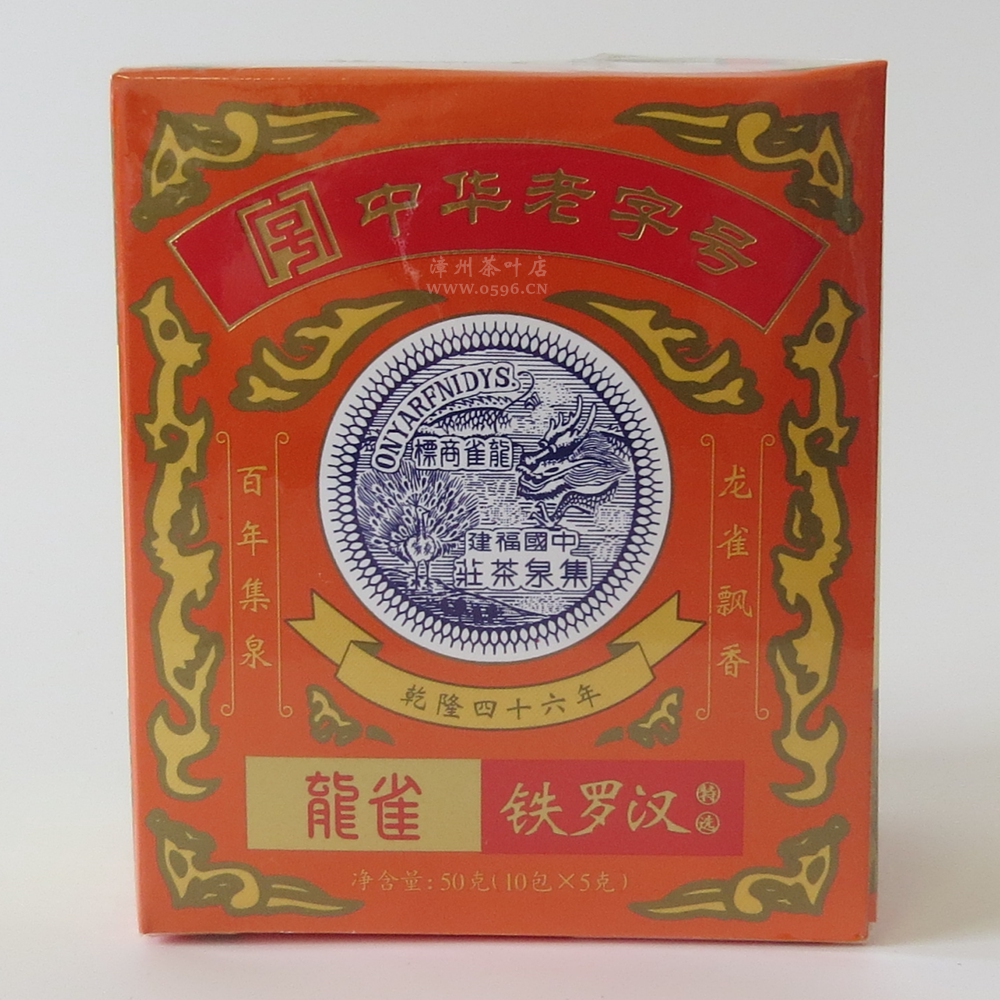 中华老字号
漳州茶叶店
WWW.0596.CN
ONYARFNIDYS.
龍雀商標
中國福建
集泉茶莊
百年集泉
龙雀飘香
乾隆四十六年
龍雀
铁罗汉
特选
净含量:50克(10包×5克)